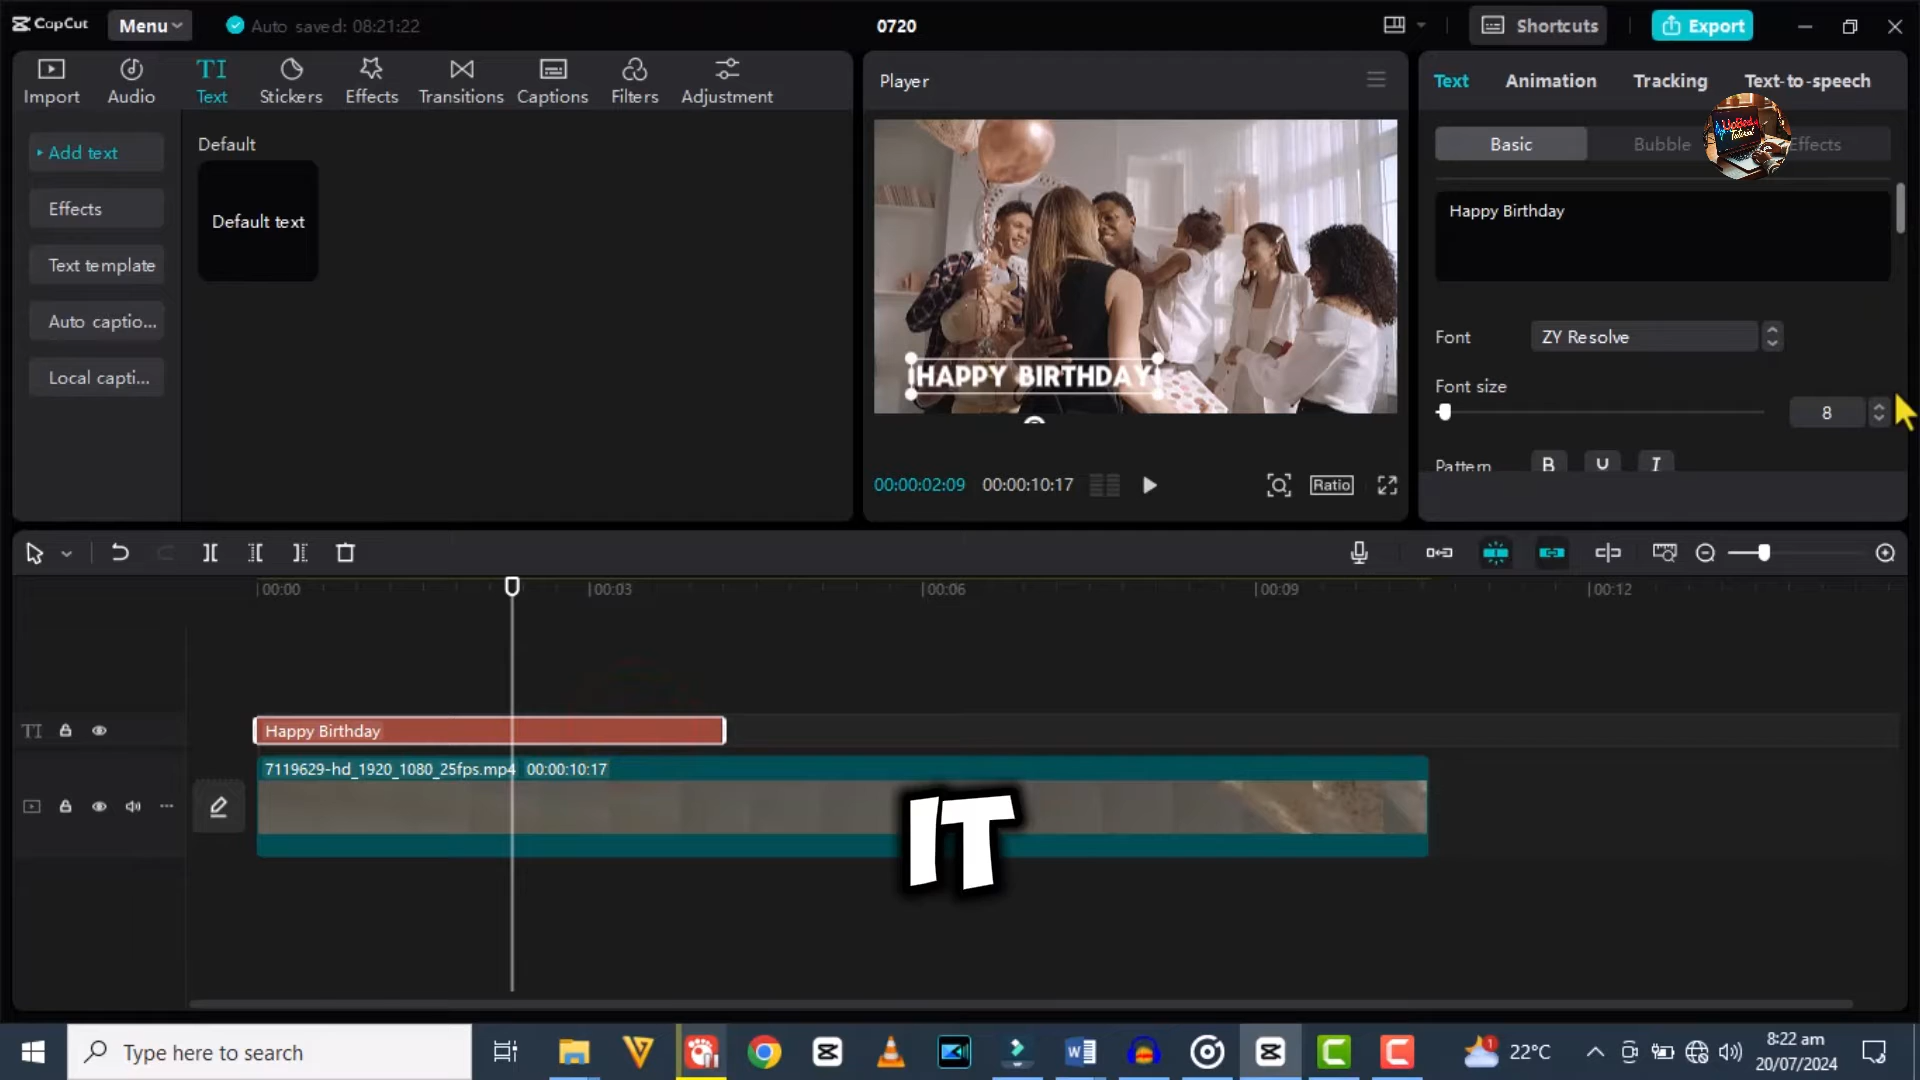 CapCut
Menu
Auto saved: 08:21:22
0720
Shortcuts
Export
Import
Audio
TI
Text
Stickers
Effects
Transitions
Captions
Filters
Adjustment
Add text
Effects
Text template
Auto captio...
Local capti...
Default
Default text
Player
HAPPY BIRTHDAY
00:00:02:09
00:00:10:17
Ratio
Text
Animation
Tracking
Text-to-speech
Basic
Bubble
Effects
Happy Birthday
Font
ZY Resolve
Font size
8
Pattern
B
U
I
00:00
00:03
00:06
00:09
00:12
TI
Happy Birthday
7119629-hd_1920_1080_25fps.mp4 00:00:10:17
IT
Type here to search
22°C
8:22 am
20/07/2024